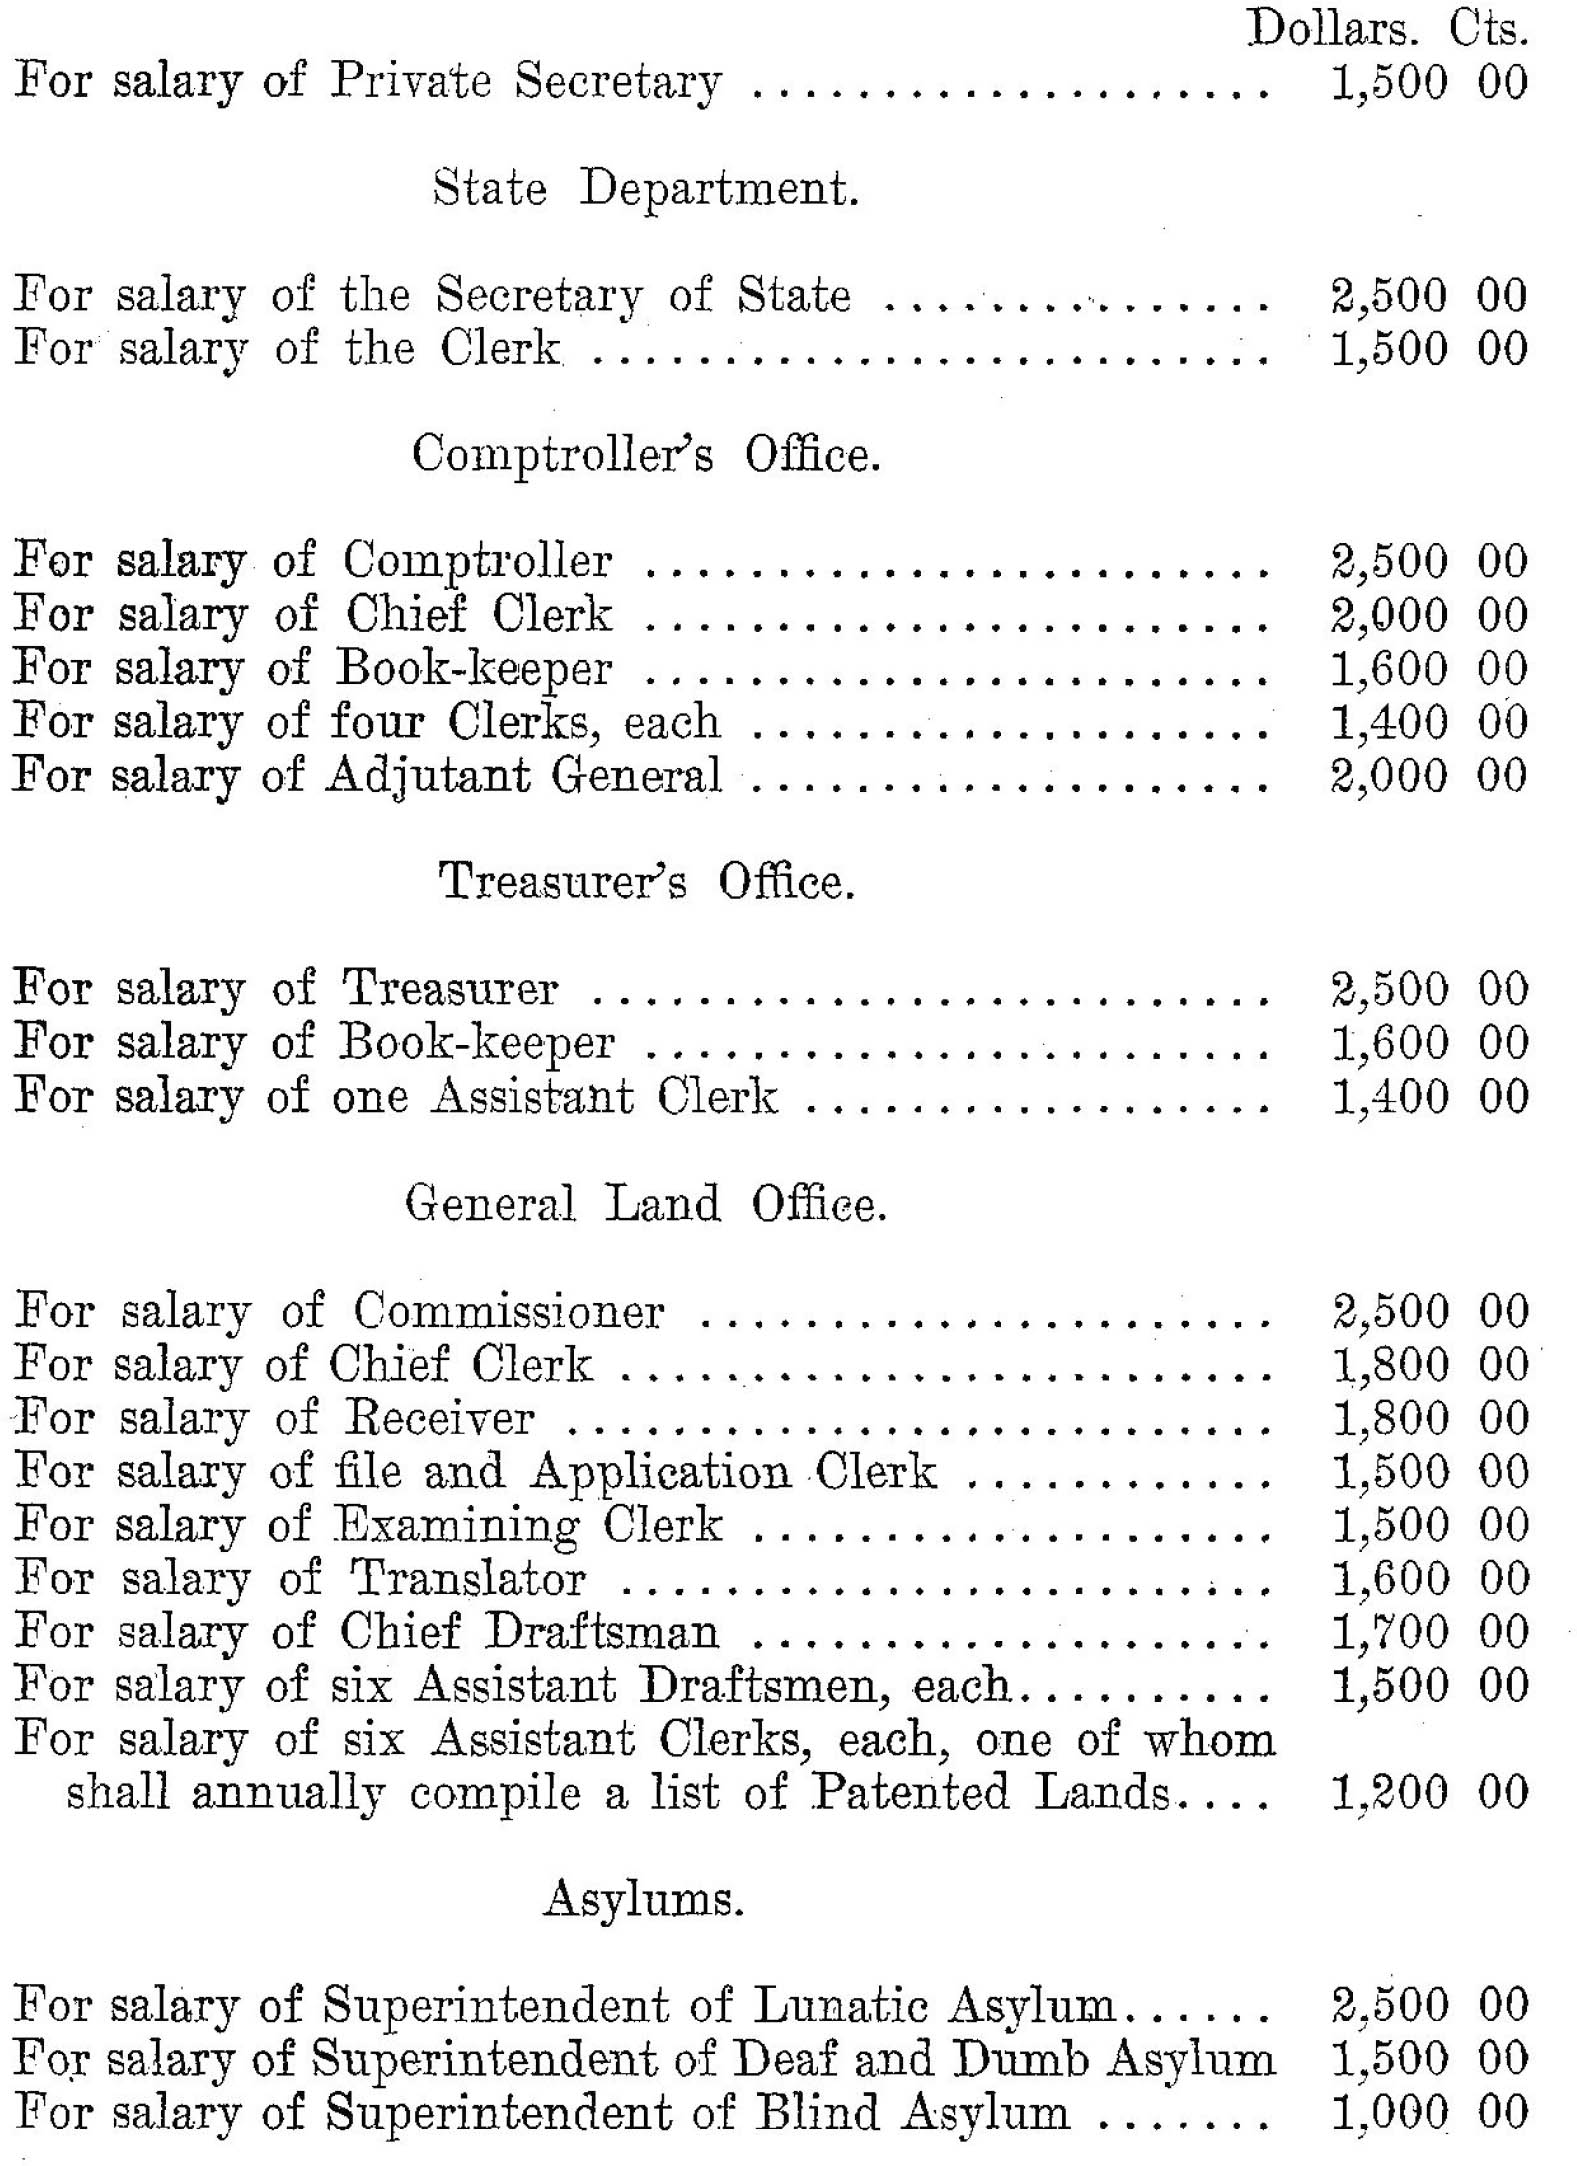 Dollars. Cts.
For salary of Private Secretary .................... 1,500 00
State Department.
For salary of the Secretary of State ............... 2,500 00
For salary of the Clerk .......................... 1,500 00
Comptroller's Office.
For salary of Comptroller ........................ 2,500 00
For salary of Chief Clerk ........................ 2,000 00
For salary of Book-keeper ........................ 1,600 00
For salary of four Clerks, each .................... 1,400 00
For salary of Adjutant General .................... 2,000 00
Treasurer's Office.
For salary of Treasurer .......................... 2,500 00
For salary of Book-keeper ........................ 1,600 00
For salary of one Assistant Clerk .................. 1,400 00
General Land Office.
For salary of Commissioner ...................... 2,500 00
For salary of Chief Clerk ......................... 1,800 00
For salary of Receiver ........................... 1,800 00
For salary of file and Application Clerk ............ 1,500 00
For salary of Examining Clerk .................... 1,500 00
For salary of Translator ......................... 1,600 00
For salary of Chief Draftsman .................... 1,700 00
For salary of six Assistant Draftsmen, each.......... 1,500 00
For salary of six Assistant Clerks, each, one of whom
shall annually compile a list of Patented Lands.... 1,200 00
Asylums.
For salary of Superintendent of Lunatic Asylum...... 2,500 00
For salary of Superintendent of Deaf and Dumb Asylum 1,500 00
For salary of Superintendent of Blind Asylum ....... 1,000 00